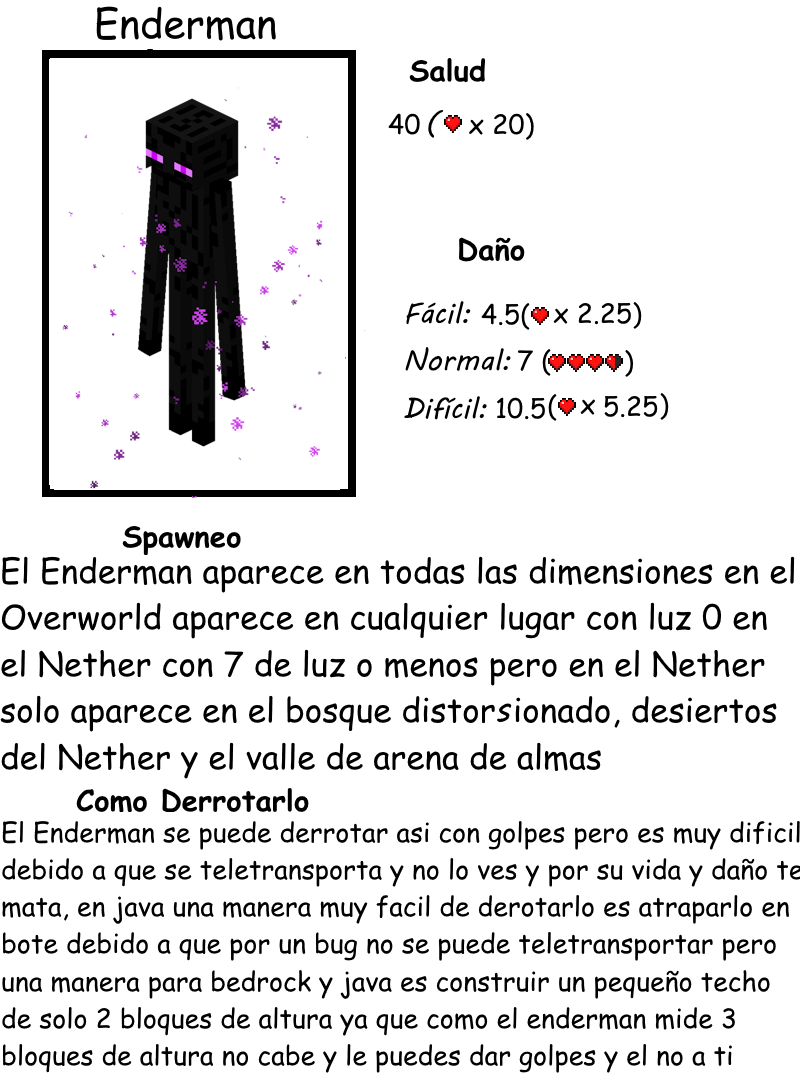 Enderman
Salud
40 (❤ x 20)
Daño
Fácil: 4.5(❤ x 2.25)
Normal: 7 (❤❤❤❤)
Difícil: 10.5(❤ x 5.25)
Spawneo
El Enderman aparece en todas las dimensiones en el
Overworld aparece en cualquier lugar con luz 0 en
el Nether con 7 de luz o menos pero en el Nether
solo aparece en el bosque distorsionado, desiertos
del Nether y el valle de arena de almas
Como Derrotarlo
El Enderman se puede derrotar asi con golpes pero es muy dificil
debido a que se teletransporta y no lo ves y por su vida y daño te
mata, en java una manera muy facil de derotarlo es atraparlo en
bote debido a que por un bug no se puede teletransportar pero
una manera para bedrock y java es construir un pequeño techo
de solo 2 bloques de altura ya que como el enderman mide 3
bloques de altura no cabe y le puedes dar golpes y el no a ti